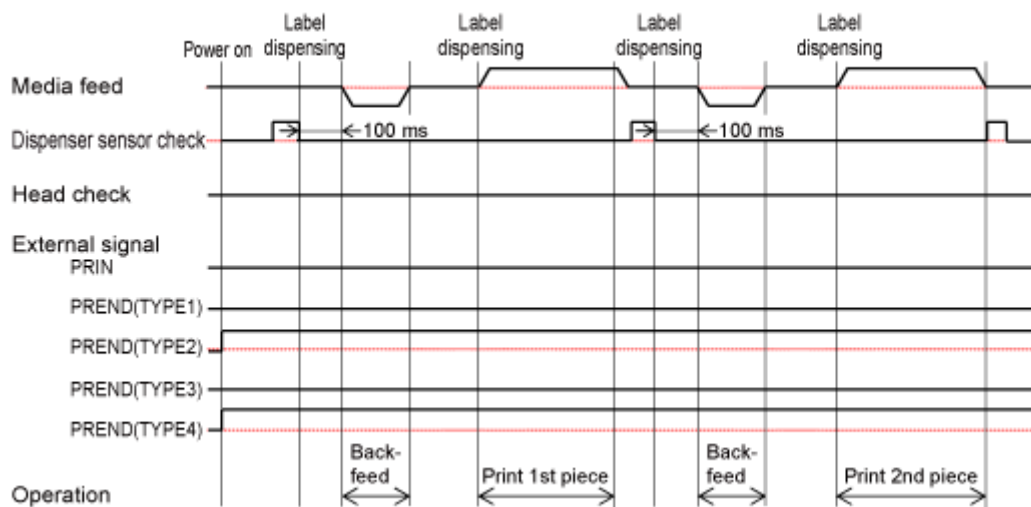 Label
dispensing
Label
dispensing
Label
dispensing
Label
dispensing
Power on
Media feed
100 ms
100 ms
Dispenser sensor check
Head check
External signal
PRIN
PREND(TYPE1)
PREND(TYPE2)
PREND(TYPE3)
PREND(TYPE4)
Back-
feed
Print 1st piece
Back-
feed
Print 2nd piece
Operation